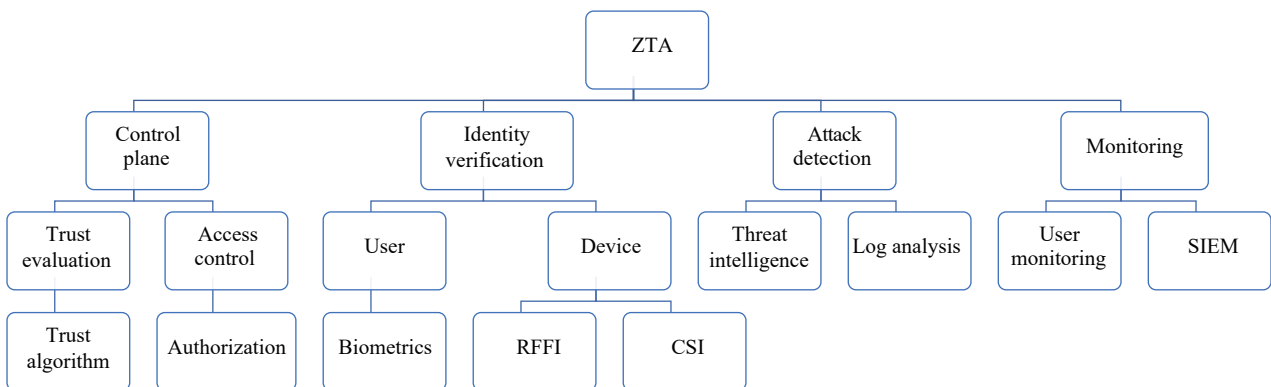 ZTA
Control
plane
Identity
verification
Attack
detection
Monitoring
Trust
evaluation
Access
control
User
Device
Threat
intelligence
Log analysis
User
monitoring
SIEM
Trust
algorithm
Authorization
Biometrics
RFFI
CSI